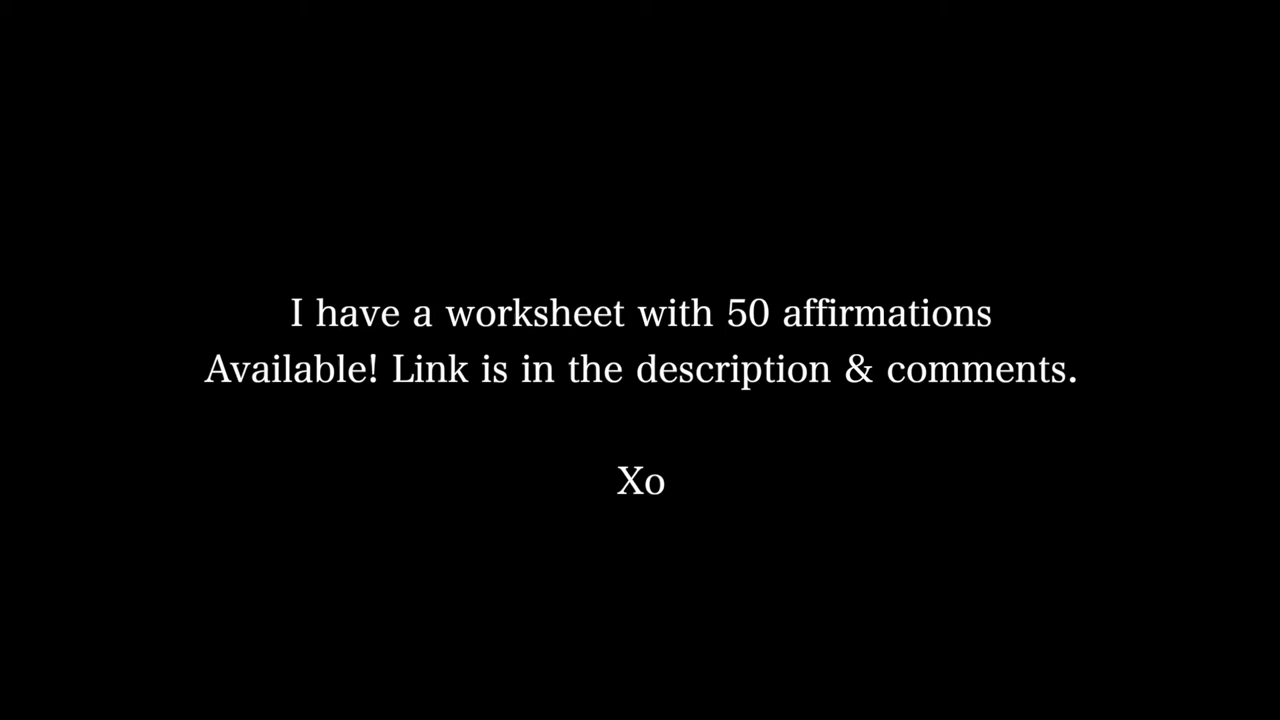 I have a worksheet with 50 affirmations
Available! Link is in the description & comments.
Xo